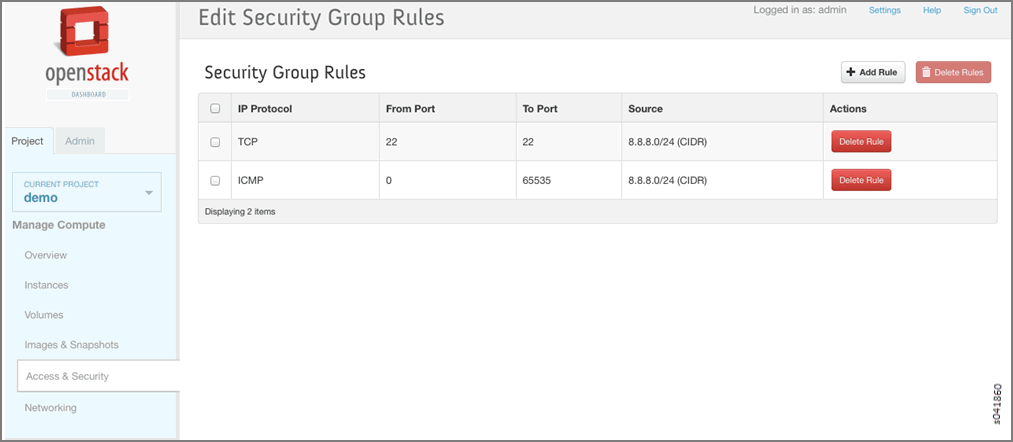 Edit Security Group Rules
Logged in as: admin Settings Help Sign Out
openstack
DASHBOARD
Project Admin
CURRENT PROJECT
demo
Manage Compute
Overview
Instances
Volumes
Images & Snapshots
Access & Security
Networking
Security Group Rules
+ Add Rule Delete Rules
IP Protocol From Port To Port Source Actions
TCP 22 22 8.8.8.0/24 (CIDR) Delete Rule
ICMP 0 65535 8.8.8.0/24 (CIDR) Delete Rule
Displaying 2 items
s041860